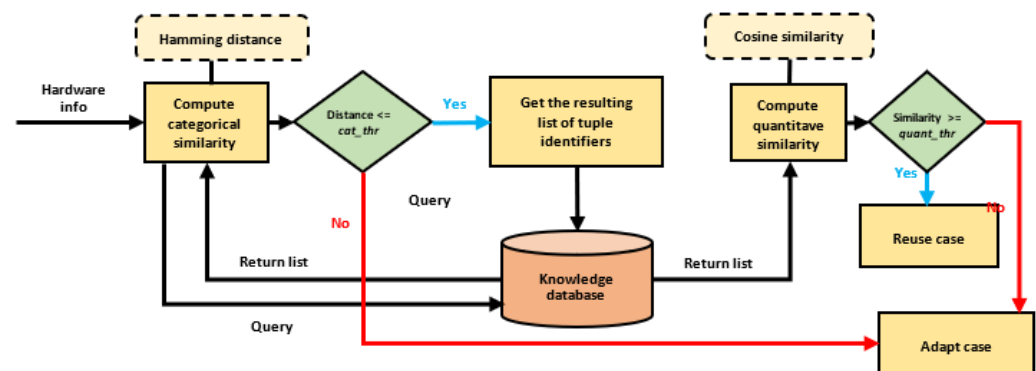 Hamming distance
Cosine similarity
Hardware
info
Compute
categorical
similarity
Distance <=
cat_thr
Yes
Get the resulting
list of tuple
identifiers
Compute
quantitave
similarity
Similarity >=
quant_thr
Yes
No
Query
No
Reuse case
Return list
Knowledge
database
Return list
Query
Adapt case